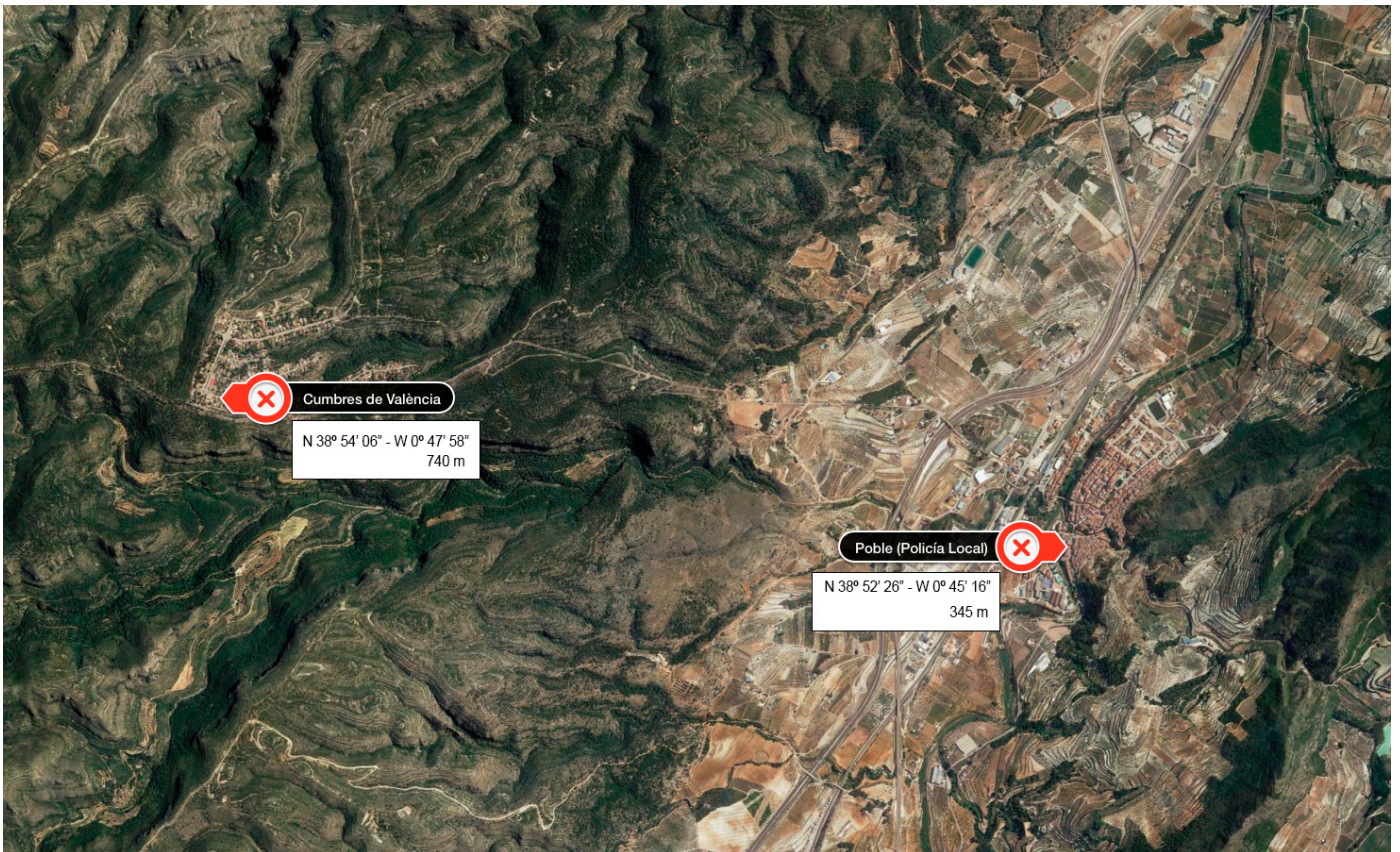 Cumbres de València
N 38º 54' 06" - W 0º 47' 58"
740 m
Poble (Policía Local)
N 38º 52' 26" - W 0º 45' 16"
345 m